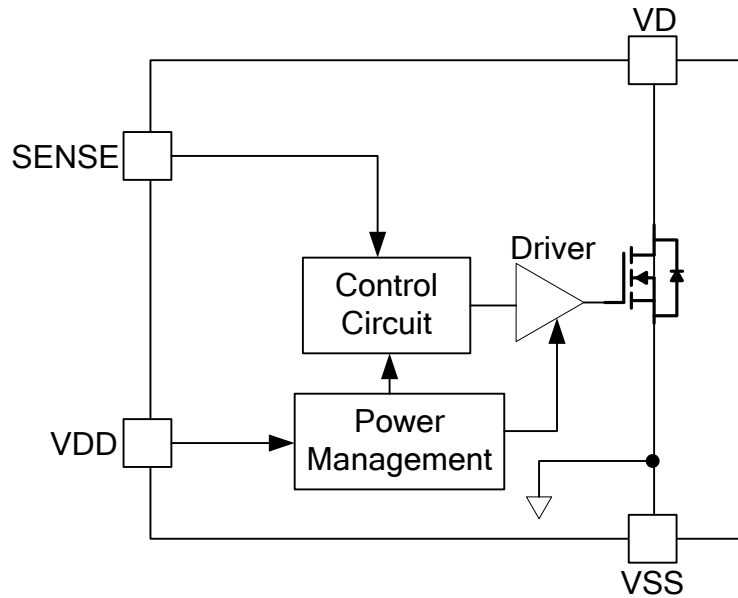 VD
SENSE
Driver
Control
Circuit
Power
Management
VDD
VSS